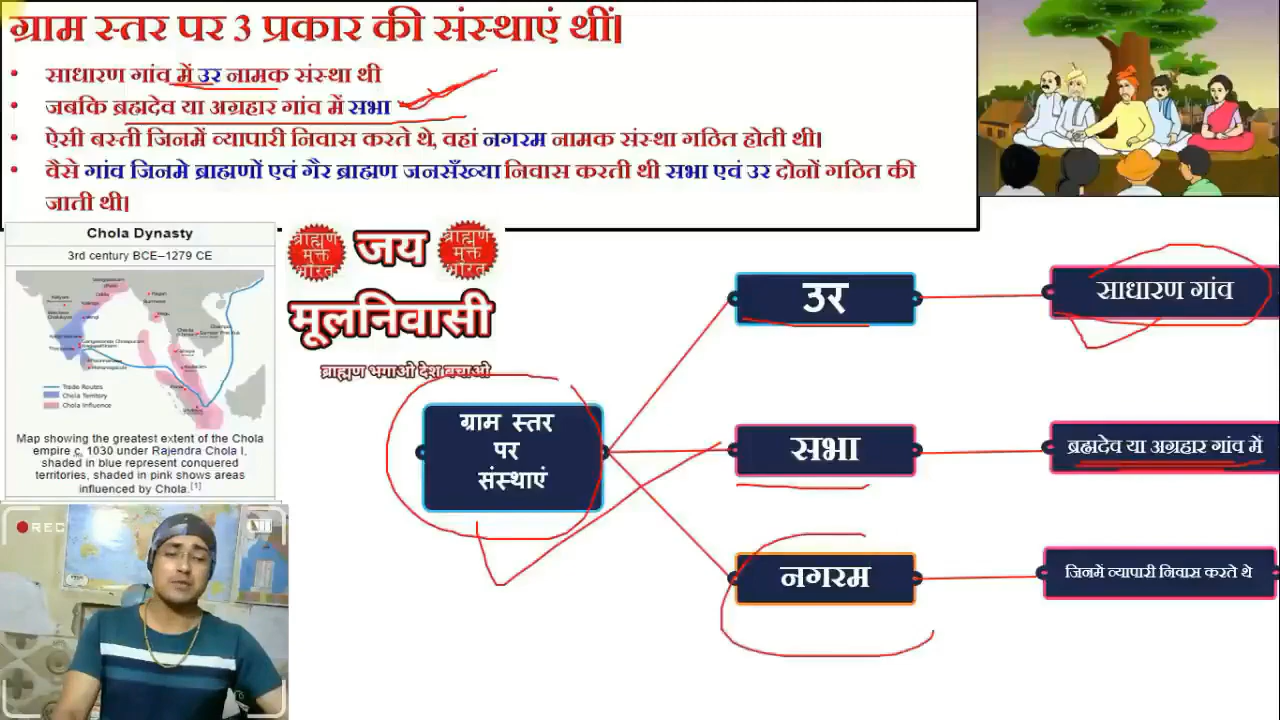 ग्राम स्तर पर 3 प्रकार की संस्थाएं थीं।
• साधारण गांव में उर नामक संस्था थी
• जबकि ब्रह्मदेव या अग्रहार गांव में सभा
• ऐसी बस्ती जिनमें व्यापारी निवास करते थे, वहां नगरम नामक संस्था गठित होती थी।
• वैसे गांव जिनमे ब्राह्मणों एवं गैर ब्राह्मण जनसँख्या निवास करती थी सभा एवं उर दोनों गठित की
जाती थी।
Chola Dynasty
3rd century BCE–1279 CE
Trade Routes
Chola Territory
Chola Influence
Map showing the greatest extent of the Chola
empire c. 1030 under Rajendra Chola I,
shaded in blue represent conquered
territories, shaded in pink shows areas
influenced by Chola.[1]
ब्राह्मण
मुक्त
भारत
जय
ब्राह्मण
मुक्त
भारत
मूलनिवासी
ब्राह्मण भगाओ देश बचाओ
ग्राम स्तर
पर
संस्थाएं
उर
साधारण गांव
सभा
ब्रह्मदेव या अग्रहार गांव में
नगरम
जिनमें व्यापारी निवास करते थे
REC